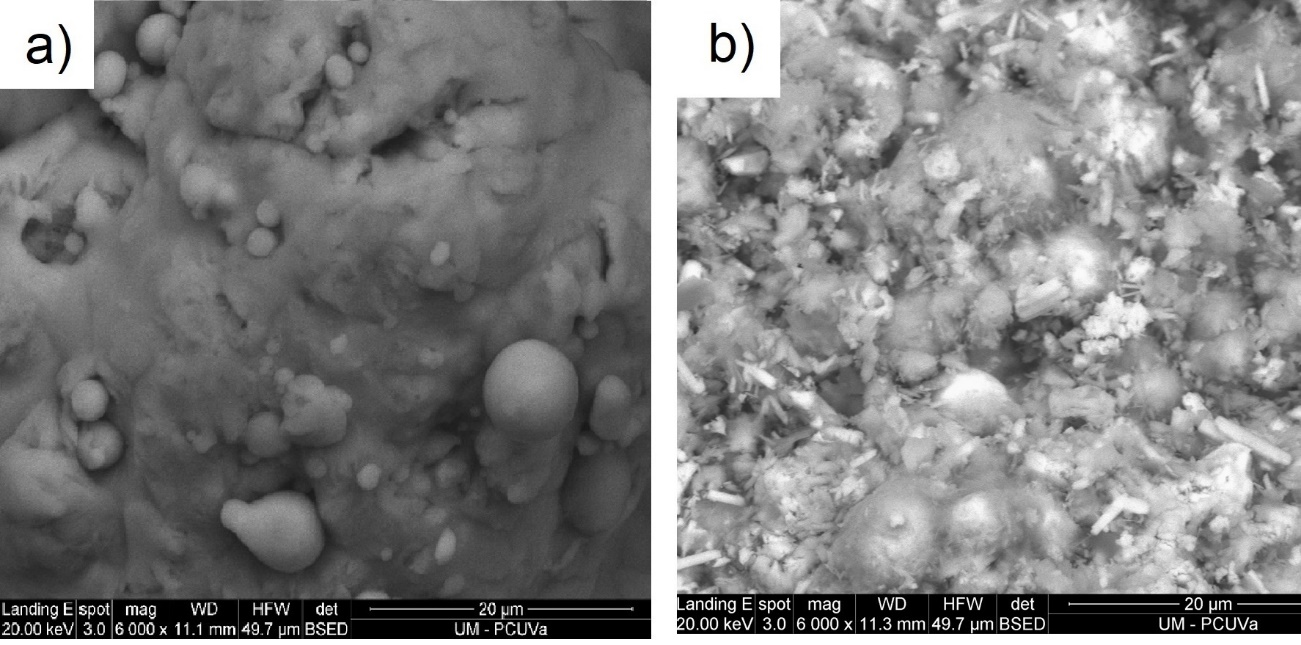 a)
b)
Landing E spot mag WD HFW det 20 µm
20.00 keV 3.0 6 000 x 11.1 mm 49.7 µm BSED UM - PCUVa
Landing E spot mag WD HFW det 20 µm
20.00 keV 3.0 6 000 x 11.3 mm 49.7 µm BSED UM - PCUVa